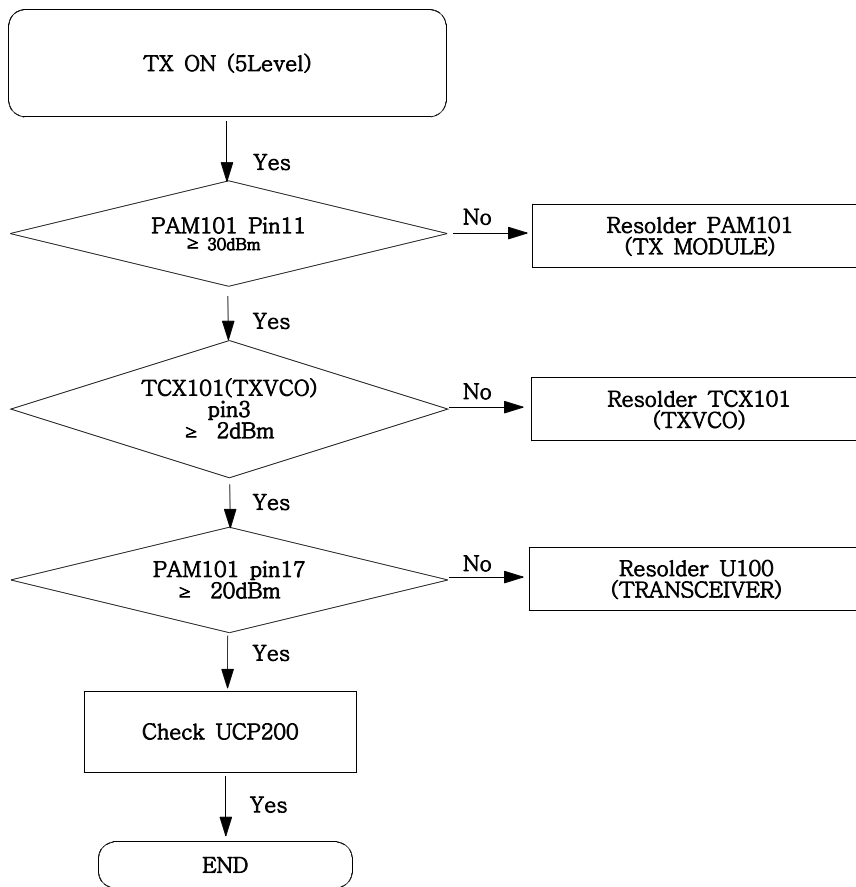 TX ON (5Level)
Yes
PAM101 Pin11
≥ 30dBm
No
Resolder PAM101
(TX MODULE)
Yes
TCX101(TXVCO)
pin3
≥ 2dBm
No
Resolder TCX101
(TXVCO)
Yes
PAM101 pin17
≥ 20dBm
No
Resolder U100
(TRANSCEIVER)
Yes
Check UCP200
Yes
END